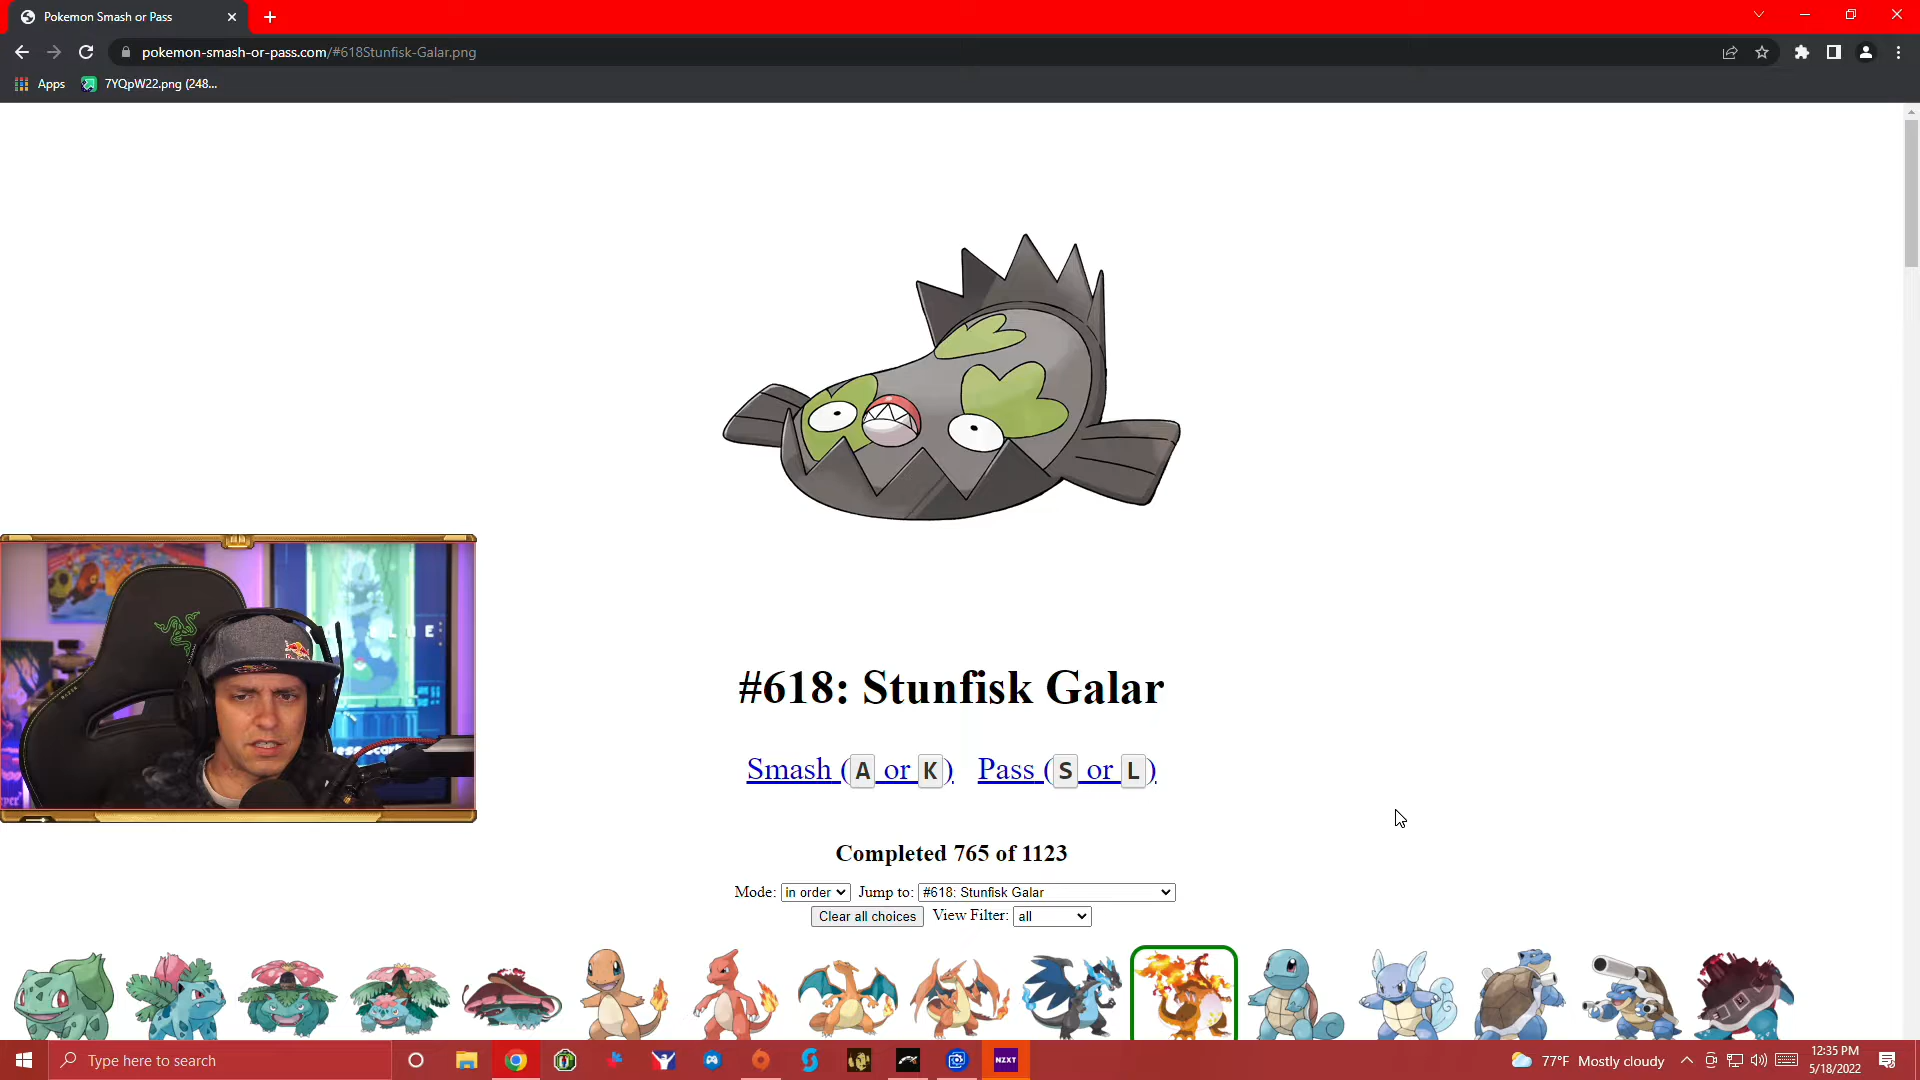 Pokemon Smash or Pass
pokemon-smash-or-pass.com/#618Stunfisk-Galar.png
Apps
7YQpW22.png (248...
#618: Stunfisk Galar
Smash (A or K) Pass (S or L)
Completed 765 of 1123
Mode: in order Jump to: #618: Stunfisk Galar
Clear all choices View Filter: all
Type here to search
NZXT
77°F Mostly cloudy
12:35 PM
5/18/2022